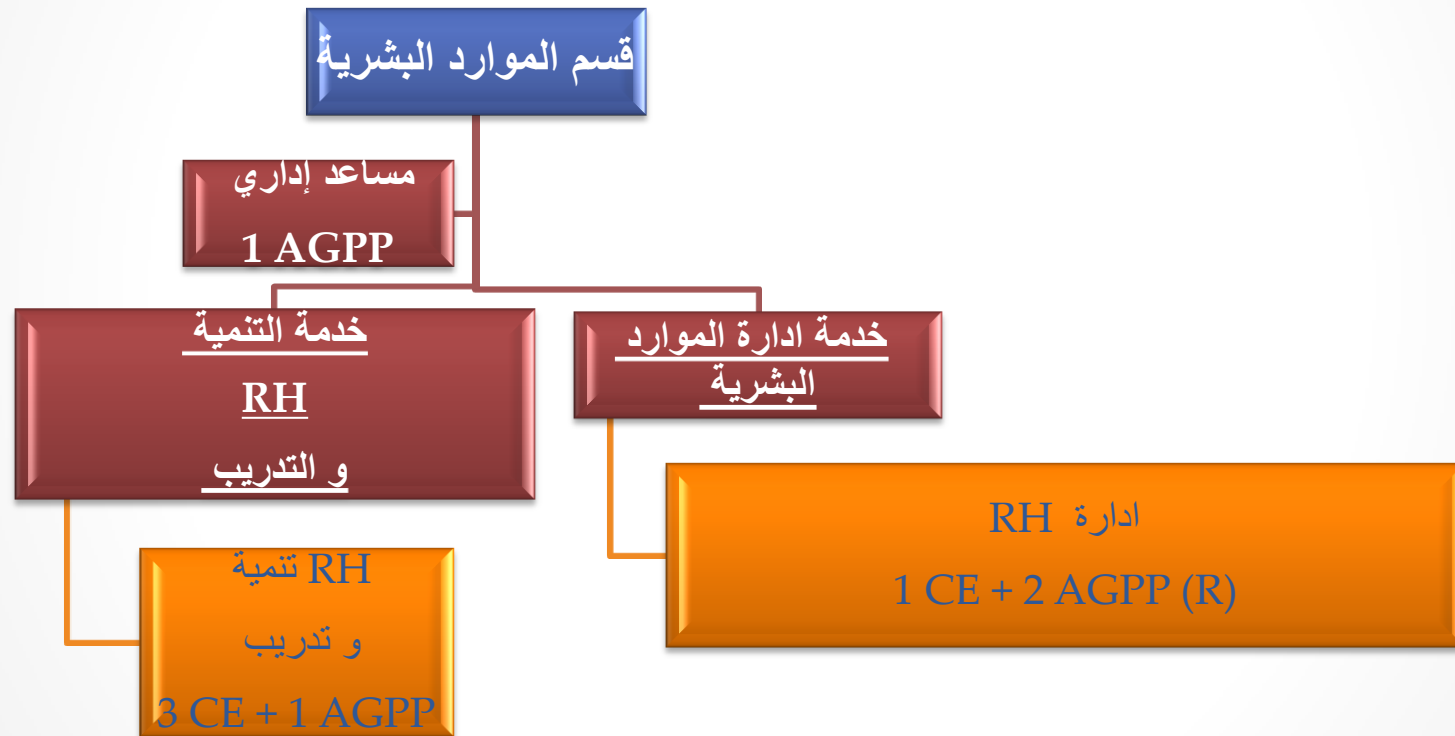 قسم الموارد البشرية
مساعد إداري
1 AGPP
خدمة ادارة الموارد
البشرية
خدمة التنمية
RH
و التدريب
ادارة RH
1 CE + 2 AGPP (R)
RH تنمية
و تدريب
3 CE + 1 AGPP